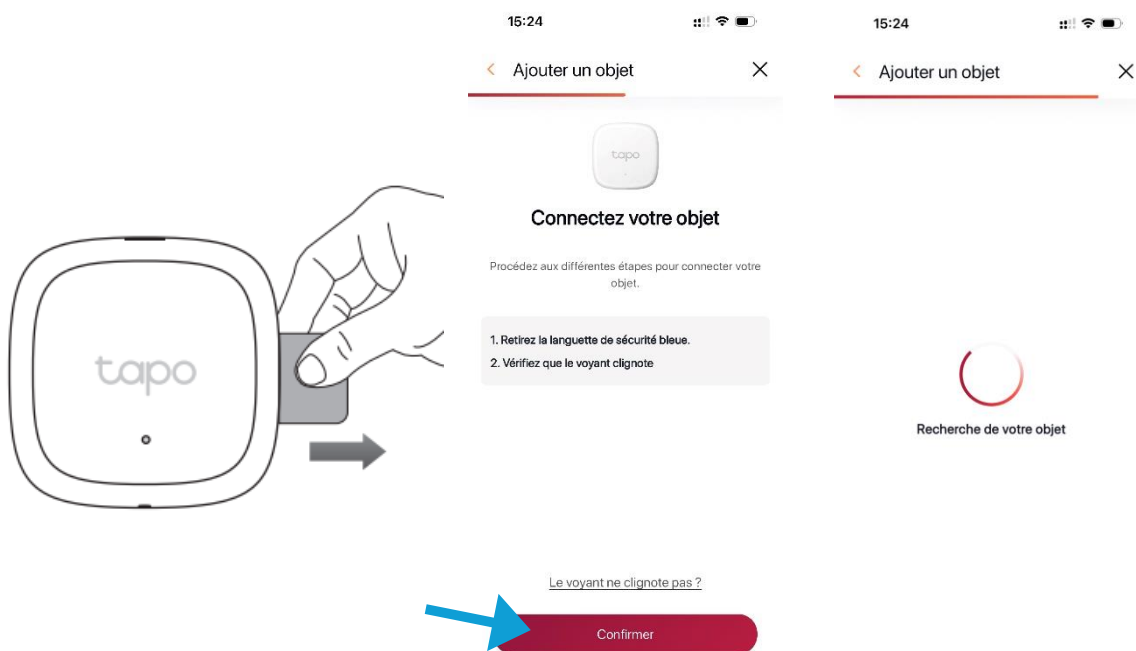 tapo
15:24
Ajouter un objet
tapo
Connectez votre objet
Procédez aux différentes étapes pour connecter votre
objet.
1. Retirez la languette de sécurité bleue.
2. Vérifiez que le voyant clignote
Le voyant ne clignote pas ?
Confirmer
15:24
Ajouter un objet
Recherche de votre objet